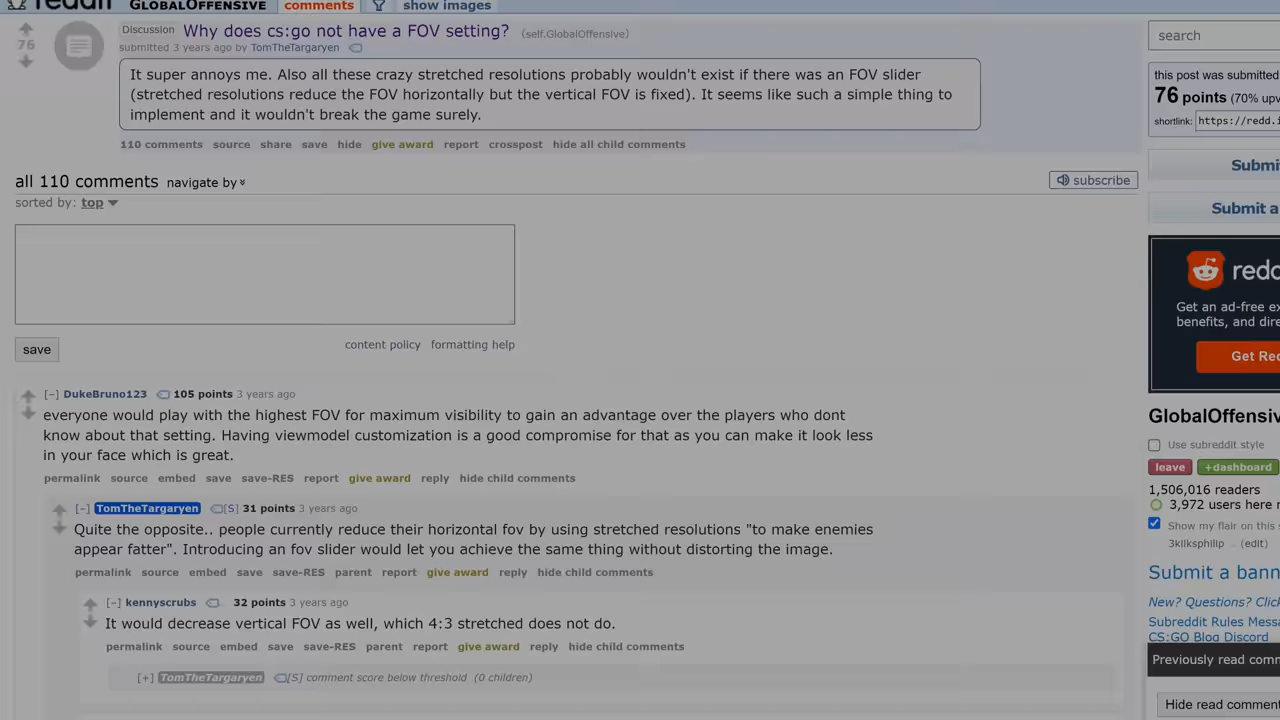 reddit GLOBALOFFENSIVE comments show images
76
Discussion Why does cs:go not have a FOV setting? (self.GlobalOffensive)
submitted 3 years ago by TomTheTargaryen
It super annoys me. Also all these crazy stretched resolutions probably wouldn't exist if there was an FOV slider
(stretched resolutions reduce the FOV horizontally but the vertical FOV is fixed). It seems like such a simple thing to
implement and it wouldn't break the game surely.
110 comments source share save hide give award report crosspost hide all child comments
all 110 comments navigate by
subscribe
sorted by: top
save
content policy formatting help
[–] DukeBruno123 105 points 3 years ago
everyone would play with the highest FOV for maximum visibility to gain an advantage over the players who dont
know about that setting. Having viewmodel customization is a good compromise for that as you can make it look less
in your face which is great.
permalink source embed save save-RES report give award reply hide child comments
[–] TomTheTargaryen [S] 31 points 3 years ago
Quite the opposite.. people currently reduce their horizontal fov by using stretched resolutions "to make enemies
appear fatter". Introducing an fov slider would let you achieve the same thing without distorting the image.
permalink source embed save save-RES parent report give award reply hide child comments
[–] kennyscrubs 32 points 3 years ago
It would decrease vertical FOV as well, which 4:3 stretched does not do.
permalink source embed save save-RES parent report give award reply hide child comments
[+] TomTheTargaryen [S] comment score below threshold (0 children)
search
this post was submitted
76 points (70% upv
shortlink: https://redd.i
Submi
Submit a
redd
Get an ad-free ex
benefits, and dire
Get Re
GlobalOffensiv
Use subreddit style
leave +dashboard
1,506,016 readers
3,972 users here n
Show my flair on this s
3kliksphilip (edit)
Submit a bann
New? Questions? Click
Subreddit Rules Messa
CS:GO Blog Discord
Previously read comm
Hide read comment